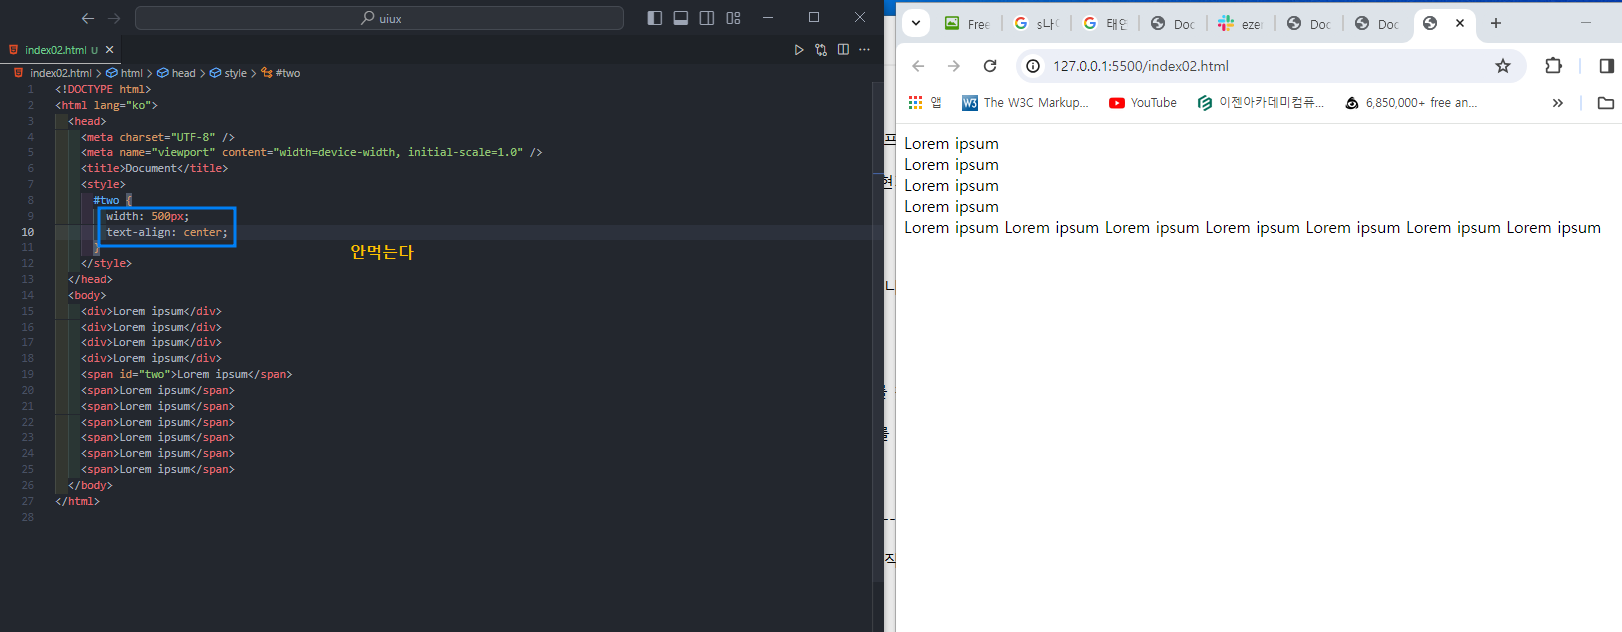 uiux
index02.html U
index02.html > html > head > style > #two
1 <!DOCTYPE html>
2 <html lang="ko">
3 <head>
4 <meta charset="UTF-8" />
5 <meta name="viewport" content="width=device-width, initial-scale=1.0" />
6 <title>Document</title>
7 <style>
8 #two {
9 width: 500px;
10 text-align: center;
11 }
안먹는다
12 </style>
13 </head>
14 <body>
15 <div>Lorem ipsum</div>
16 <div>Lorem ipsum</div>
17 <div>Lorem ipsum</div>
18 <div>Lorem ipsum</div>
19 <span id="two">Lorem ipsum</span>
20 <span>Lorem ipsum</span>
21 <span>Lorem ipsum</span>
22 <span>Lorem ipsum</span>
23 <span>Lorem ipsum</span>
24 <span>Lorem ipsum</span>
25 <span>Lorem ipsum</span>
26 </body>
27 </html>
28
Free s나 태연 Doc ezen Doc Doc
127.0.0.1:5500/index02.html
앱 W3 The W3C Markup... YouTube 이젠아카데미컴퓨... 6,850,000+ free an...
Lorem ipsum
Lorem ipsum
Lorem ipsum
Lorem ipsum
Lorem ipsum Lorem ipsum Lorem ipsum Lorem ipsum Lorem ipsum Lorem ipsum Lorem ipsum